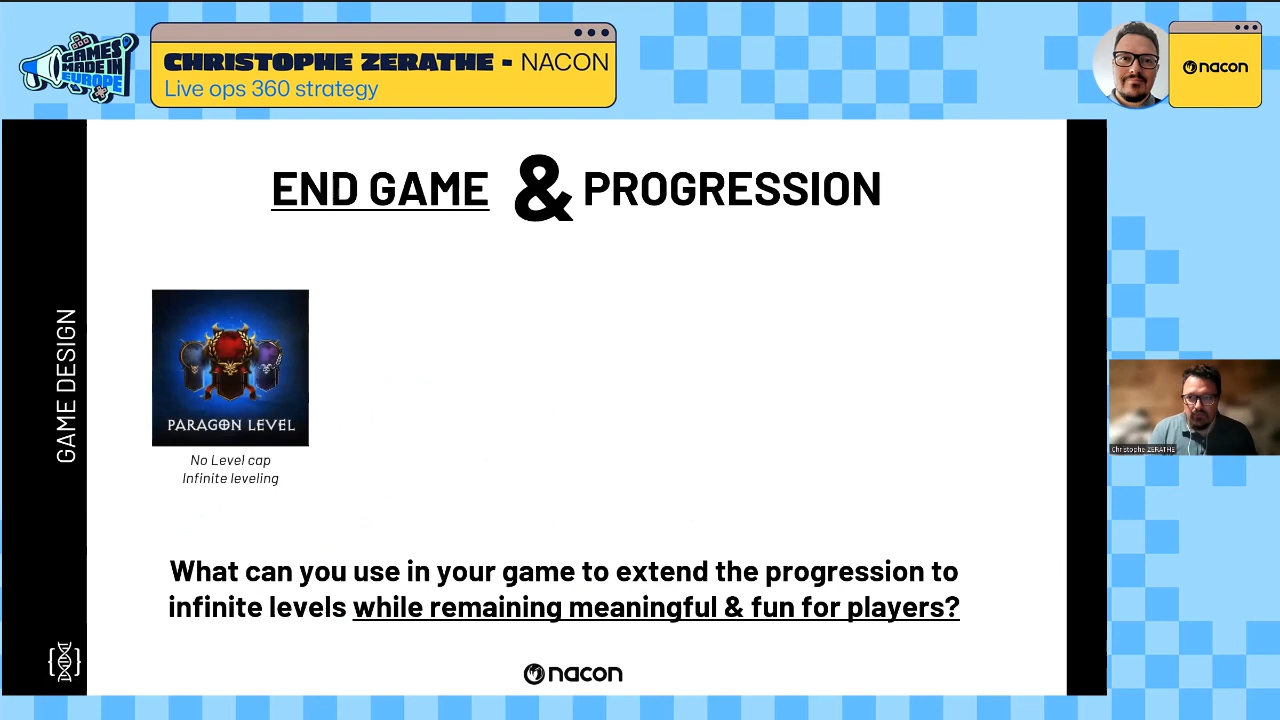 GAMES
MADE IN
EUROPE
CHRISTOPHE ZERATHE - NACON
Live ops 360 strategy
nacon
END GAME & PROGRESSION
GAME DESIGN
PARAGON LEVEL
No Level cap
Infinite leveling
Christophe ZERATHE
What can you use in your game to extend the progression to
infinite levels while remaining meaningful & fun for players?
nacon